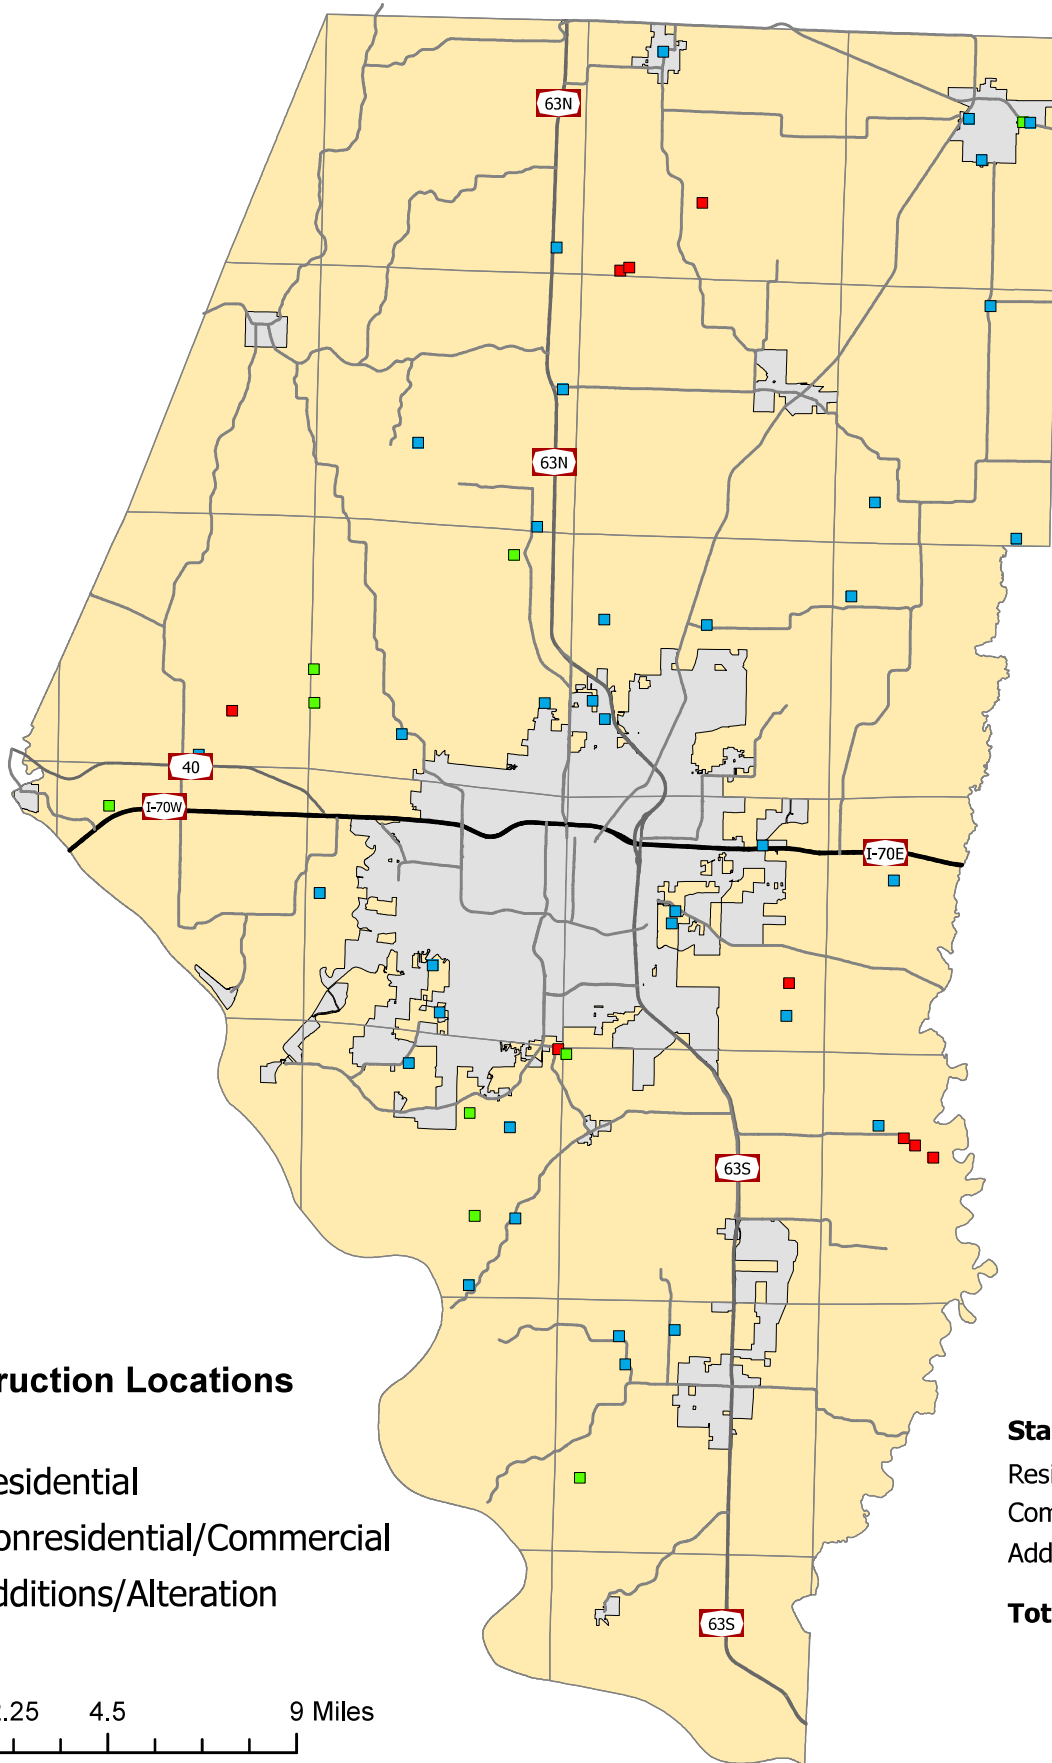 63N
63N
40
I-70W
I-70E
63S
63S
ruction Locations
esidential
onresidential/Commercial
dditions/Alteration
.25 4.5 9 Miles
Sta
Resi
Com
Add
Tot